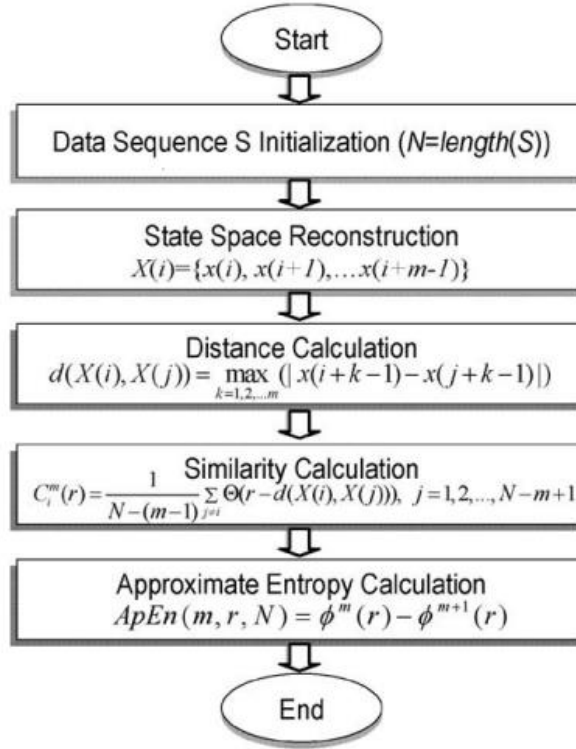 Start
Data Sequence S Initialization (N=length(S))
State Space Reconstruction
X(i)={x(i), x(i+1),...x(i+m-1)}
Distance Calculation
d(X(i), X(j)) = max (| x(i+k−1)−x(j+k−1)|)
k=1,2,...m
Similarity Calculation
C_i^m(r) = 1/(N−(m−1)) Σ_{j≠i} Θ(r−d(X(i),X(j))), j=1,2,...,N−m+1
Approximate Entropy Calculation
ApEn(m, r, N) = ϕ^m(r) − ϕ^{m+1}(r)
End